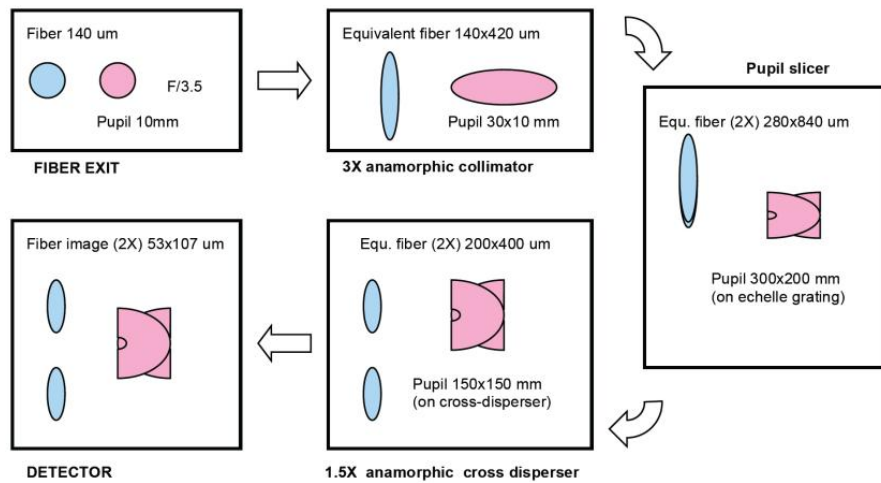 Fiber 140 um
F/3.5
Pupil 10mm
FIBER EXIT
Equivalent fiber 140x420 um
Pupil 30x10 mm
3X anamorphic collimator
Pupil slicer
Equ. fiber (2X) 280x840 um
Pupil 300x200 mm
(on echelle grating)
Equ. fiber (2X) 200x400 um
Pupil 150x150 mm
(on cross-disperser)
1.5X anamorphic cross disperser
Fiber image (2X) 53x107 um
DETECTOR